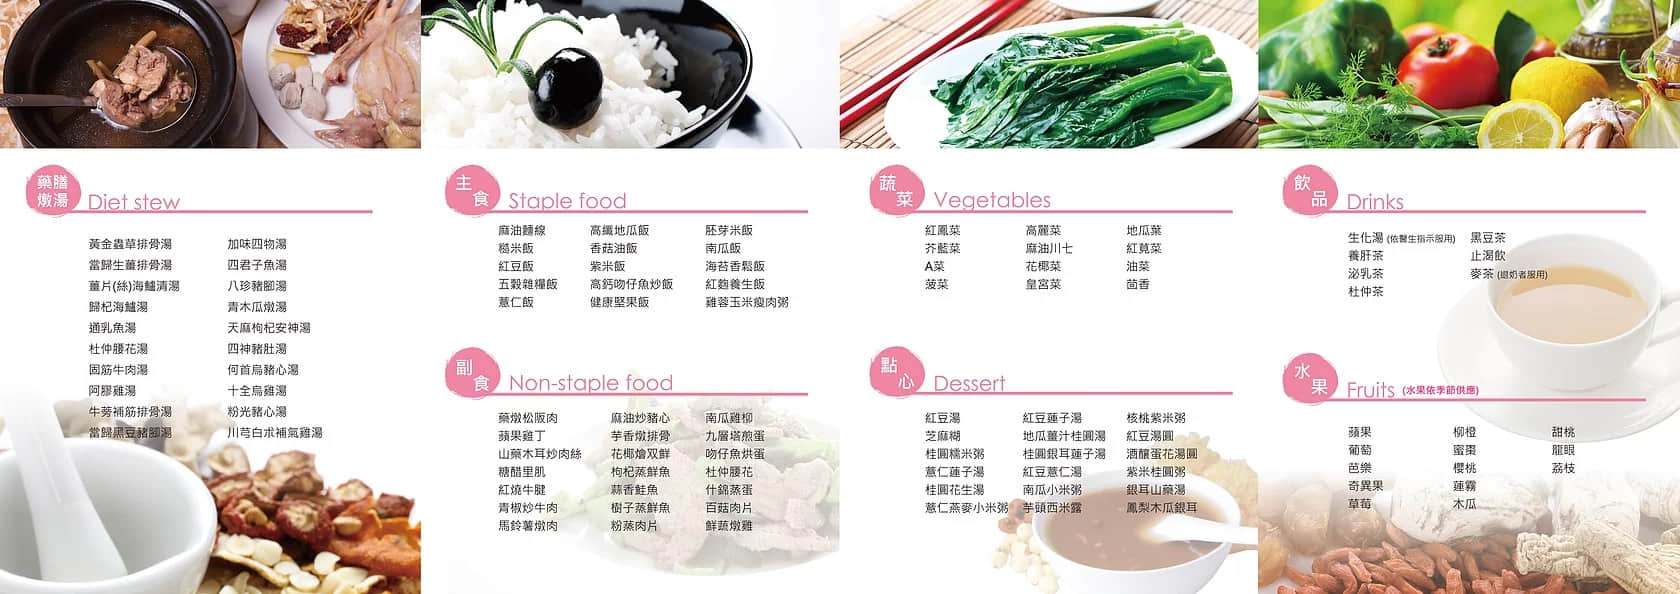 藥膳
燉湯
Diet stew
黃金蟲草排骨湯 加味四物湯
當歸生薑排骨湯 四君子魚湯
薑片(絲)海鱸清湯 八珍豬腳湯
歸杞海鱸湯 青木瓜燉湯
通乳魚湯 天麻枸杞安神湯
杜仲腰花湯 四神豬肚湯
固筋牛肉湯 何首烏豬心湯
阿膠雞湯 十全烏雞湯
牛蒡補筋排骨湯 粉光豬心湯
當歸黑豆豬腳湯 川芎白朮補氣雞湯
主食
Staple food
麻油麵線 高纖地瓜飯 胚芽米飯
糙米飯 香菇油飯 南瓜飯
紅豆飯 紫米飯 海苔香鬆飯
五穀雜糧飯 高鈣吻仔魚炒飯 紅麴養生飯
薏仁飯 健康堅果飯 雞蓉玉米瘦肉粥
副食
Non-staple food
藥燉松阪肉 麻油炒豬心 南瓜雞柳
蘋果雞丁 芋香燉排骨 九層塔煎蛋
山藥木耳炒肉絲 花椰燴双鮮 吻仔魚烘蛋
糖醋里肌 枸杞蒸鮮魚 杜仲腰花
紅燒牛腱 蒜香鮭魚 什錦蒸蛋
青椒炒牛肉 樹子蒸鮮魚 百菇肉片
馬鈴薯燉肉 粉蒸肉片 鮮蔬燉雞
蔬菜
Vegetables
紅鳳菜 高麗菜 地瓜葉
芥藍菜 麻油川七 紅莧菜
A菜 花椰菜 油菜
菠菜 皇宮菜 茴香
點心
Dessert
紅豆湯 紅豆蓮子湯 核桃紫米粥
芝麻糊 地瓜薑汁桂圓湯 紅豆湯圓
桂圓糯米粥 桂圓銀耳蓮子湯 酒釀蛋花湯圓
薏仁蓮子湯 紅豆薏仁湯 紫米桂圓粥
桂圓花生湯 南瓜小米粥 銀耳山藥湯
薏仁燕麥小米粥 芋頭西米露 鳳梨木瓜銀耳
飲品
Drinks
生化湯 (依醫生指示服用) 黑豆茶
養肝茶 止渴飲
泌乳茶 麥茶 (退奶者服用)
杜仲茶
水果
Fruits (水果依季節供應)
蘋果 柳橙 甜桃
葡萄 蜜棗 龍眼
芭樂 櫻桃 荔枝
奇異果 蓮霧
草莓 木瓜